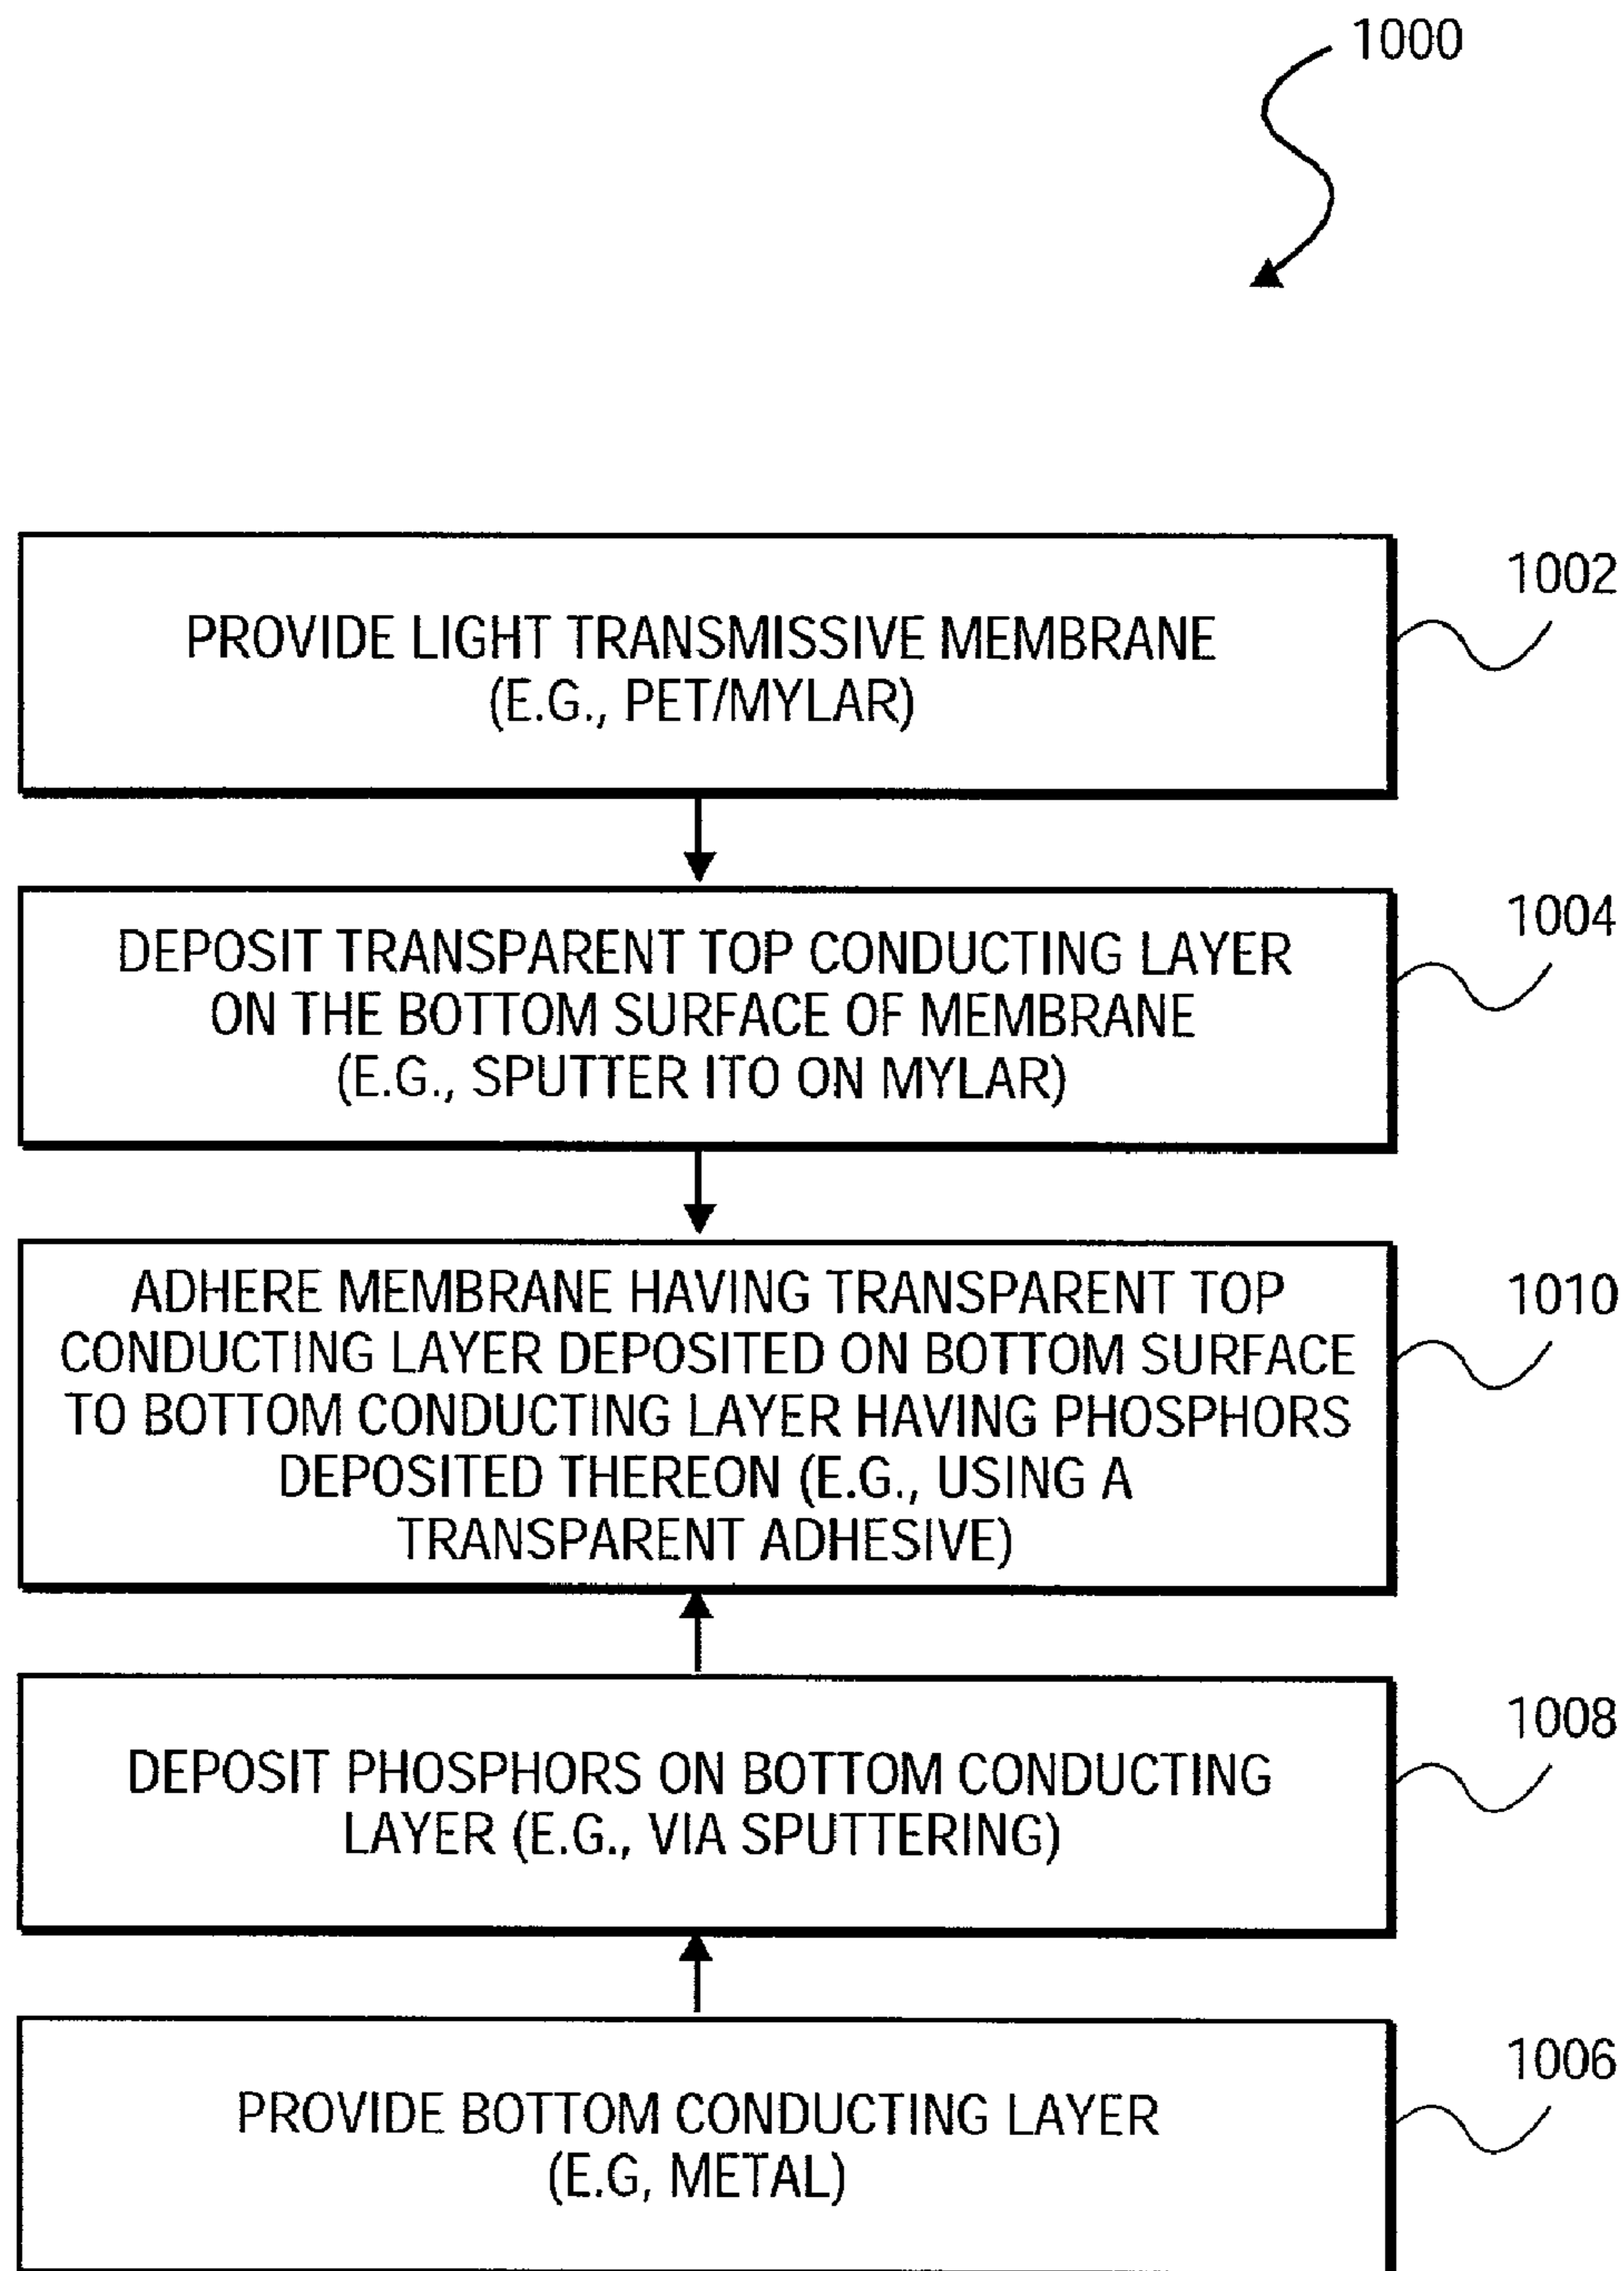 1000
PROVIDE LIGHT TRANSMISSIVE MEMBRANE
(E.G., PET/MYLAR)
1002
DEPOSIT TRANSPARENT TOP CONDUCTING LAYER
ON THE BOTTOM SURFACE OF MEMBRANE
(E.G., SPUTTER ITO ON MYLAR)
1004
ADHERE MEMBRANE HAVING TRANSPARENT TOP
CONDUCTING LAYER DEPOSITED ON BOTTOM SURFACE
TO BOTTOM CONDUCTING LAYER HAVING PHOSPHORS
DEPOSITED THEREON (E.G., USING A
TRANSPARENT ADHESIVE)
1010
DEPOSIT PHOSPHORS ON BOTTOM CONDUCTING
LAYER (E.G., VIA SPUTTERING)
1008
PROVIDE BOTTOM CONDUCTING LAYER
(E.G, METAL)
1006